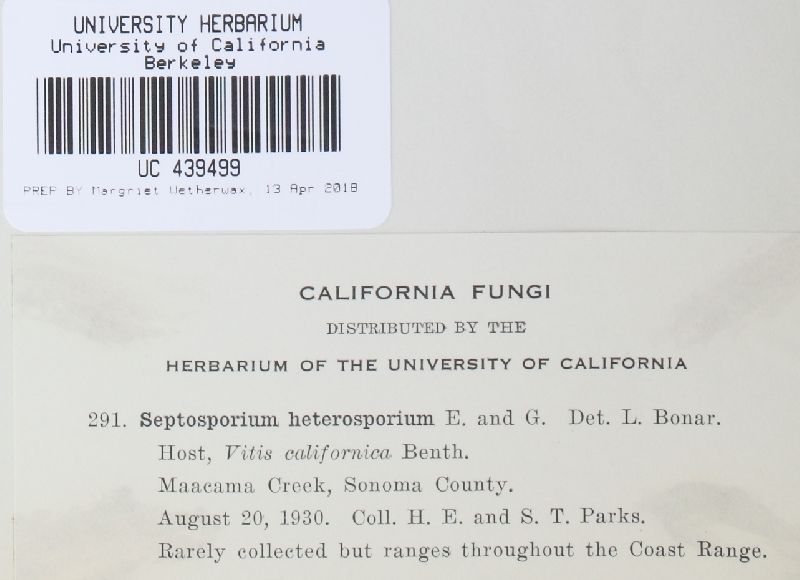 UNIVERSITY HERBARIUM
University of California
Berkeley
UC 439499
PREP BY Margriet Wetherwax, 13 Apr 2018
CALIFORNIA FUNGI
DISTRIBUTED BY THE
HERBARIUM OF THE UNIVERSITY OF CALIFORNIA
291. Septosporium heterosporium E. and G. Det. L. Bonar.
Host, Vitis californica Benth.
Maacama Creek, Sonoma County.
August 20, 1930. Coll. H. E. and S. T. Parks.
Rarely collected but ranges throughout the Coast Range.